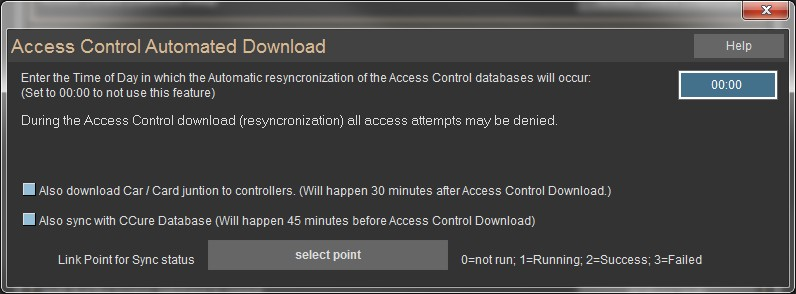 Access Control Automated Download
Help
Enter the Time of Day in which the Automatic resyncronization of the Access Control databases will occur:
(Set to 00:00 to not use this feature)
00:00
During the Access Control download (resyncronization) all access attempts may be denied.
Also download Car / Card juntion to controllers. (Will happen 30 minutes after Access Control Download.)
Also sync with CCure Database (Will happen 45 minutes before Access Control Download)
Link Point for Sync status
select point
0=not run; 1=Running; 2=Success; 3=Failed